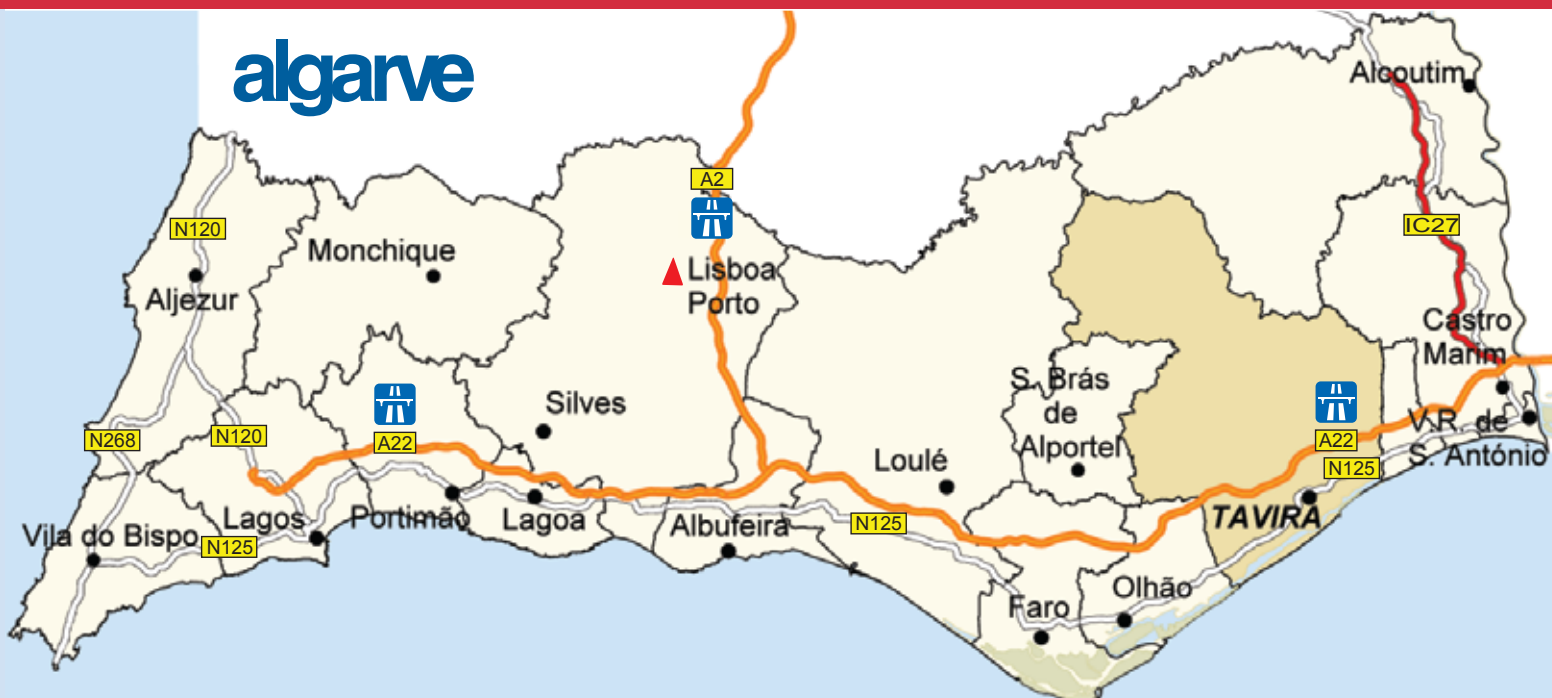 algarve
Alcoutim
A2
N120
IC27
Monchique
Lisboa
Porto
Aljezur
Castro
Marim
S. Brás
de
Alportel
Silves
N268
N120
A22
A22
V.R. de
S. António
Loulé
N125
TAVIRA
Lagos
Portimão
Lagoa
Albufeira
N125
Vila do Bispo
N125
Olhão
Faro